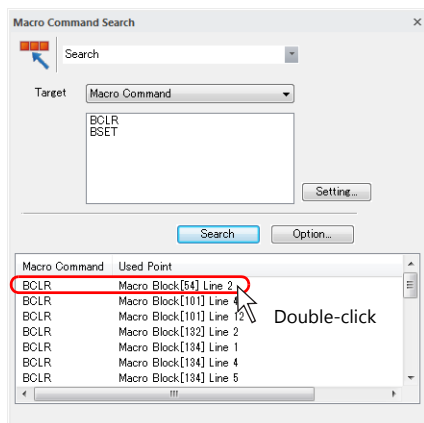 Macro Command Search
Search
Target Macro Command
BCLR
BSET
Setting...
Search Option...
Macro Command Used Point
BCLR Macro Block[54] Line 2
BCLR Macro Block[101] Line 4
BCLR Macro Block[101] Line 12
BCLR Macro Block[132] Line 2
BCLR Macro Block[134] Line 1
BCLR Macro Block[134] Line 4
BCLR Macro Block[134] Line 5
Double-click